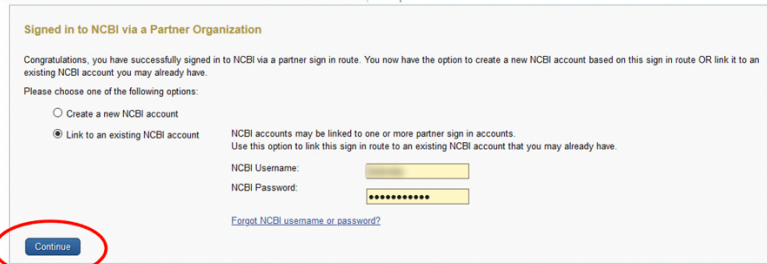 Signed in to NCBI via a Partner Organization
Congratulations, you have successfully signed in to NCBI via a partner sign in route. You now have the option to create a new NCBI account based on this sign in route OR link it to an
existing NCBI account you may already have.
Please choose one of the following options:
Create a new NCBI account
Link to an existing NCBI account
NCBI accounts may be linked to one or more partner sign in accounts.
Use this option to link this sign in route to an existing NCBI account that you may already have.
NCBI Username:
NCBI Password:
Forgot NCBI username or password?
Continue